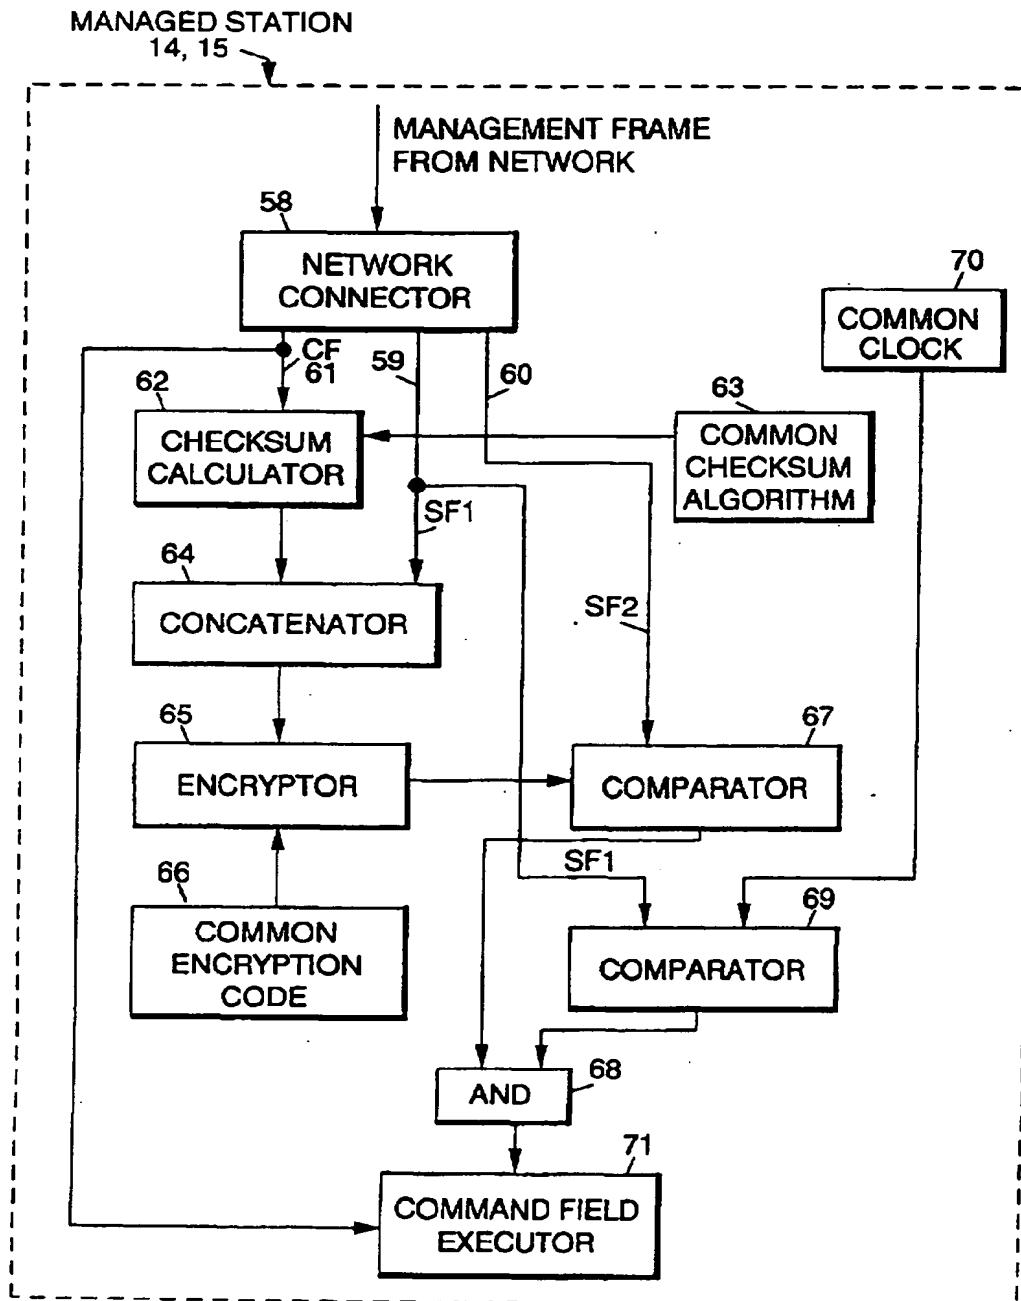 MANAGED STATION
14, 15
MANAGEMENT FRAME
FROM NETWORK
58
NETWORK
CONNECTOR
70
COMMON
CLOCK
CF
61
59
60
62
CHECKSUM
CALCULATOR
63
COMMON
CHECKSUM
ALGORITHM
SF1
64
CONCATENATOR
SF2
65
ENCRYPTOR
67
COMPARATOR
SF1
66
COMMON
ENCRYPTION
CODE
69
COMPARATOR
68
AND
71
COMMAND FIELD
EXECUTOR